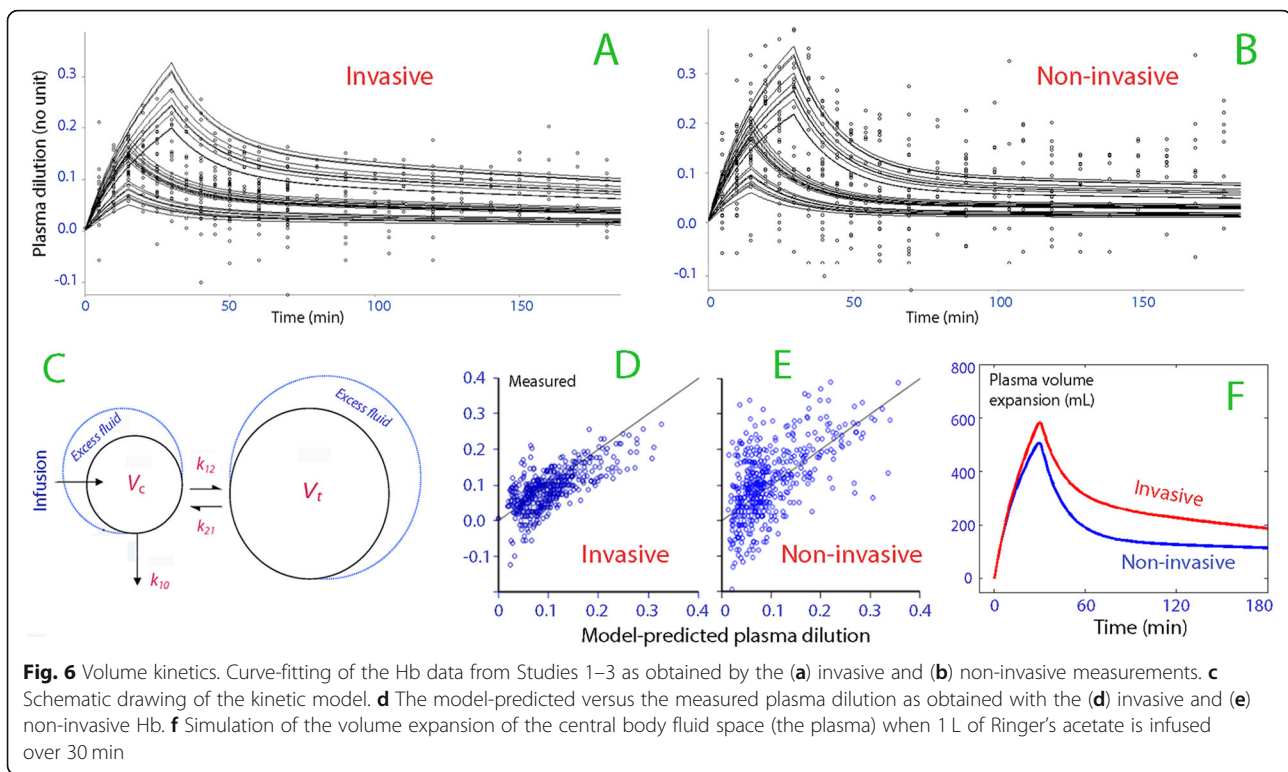 A
Invasive
Plasma dilution (no unit)
0.3
0.2
0.1
0.0
-0.1
0
50
100
150
Time (min)
B
Non-invasive
0.3
0.2
0.1
0.0
-0.1
0
50
100
150
Time (min)
C
Excess fluid
Excess fluid
Infusion
Vc
k12
k21
Vt
k10
D
Measured
0.4
0.3
0.2
0.1
0.0
-0.1
Invasive
0
0.1
0.2
0.3
0.4
E
Non-invasive
0
0.1
0.2
0.3
0.4
Model-predicted plasma dilution
F
Plasma volume
expansion (mL)
800
600
400
200
0
Invasive
Non-invasive
0
60
120
180
Time (min)
Fig. 6 Volume kinetics. Curve-fitting of the Hb data from Studies 1–3 as obtained by the (a) invasive and (b) non-invasive measurements. c
Schematic drawing of the kinetic model. d The model-predicted versus the measured plasma dilution as obtained with the (d) invasive and (e)
non-invasive Hb. f Simulation of the volume expansion of the central body fluid space (the plasma) when 1 L of Ringer's acetate is infused
over 30 min